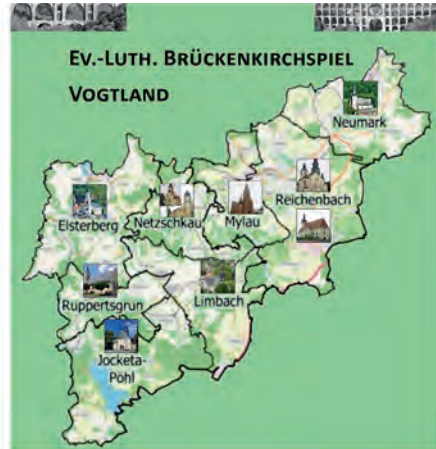 Ev.-Luth. Brückenkirchspiel
Vogtland
Neumark
Reichenbach
Elsterberg
Netzschkau
Mylau
Ruppertsgrün
Limbach
Jocketa-
Pöhl